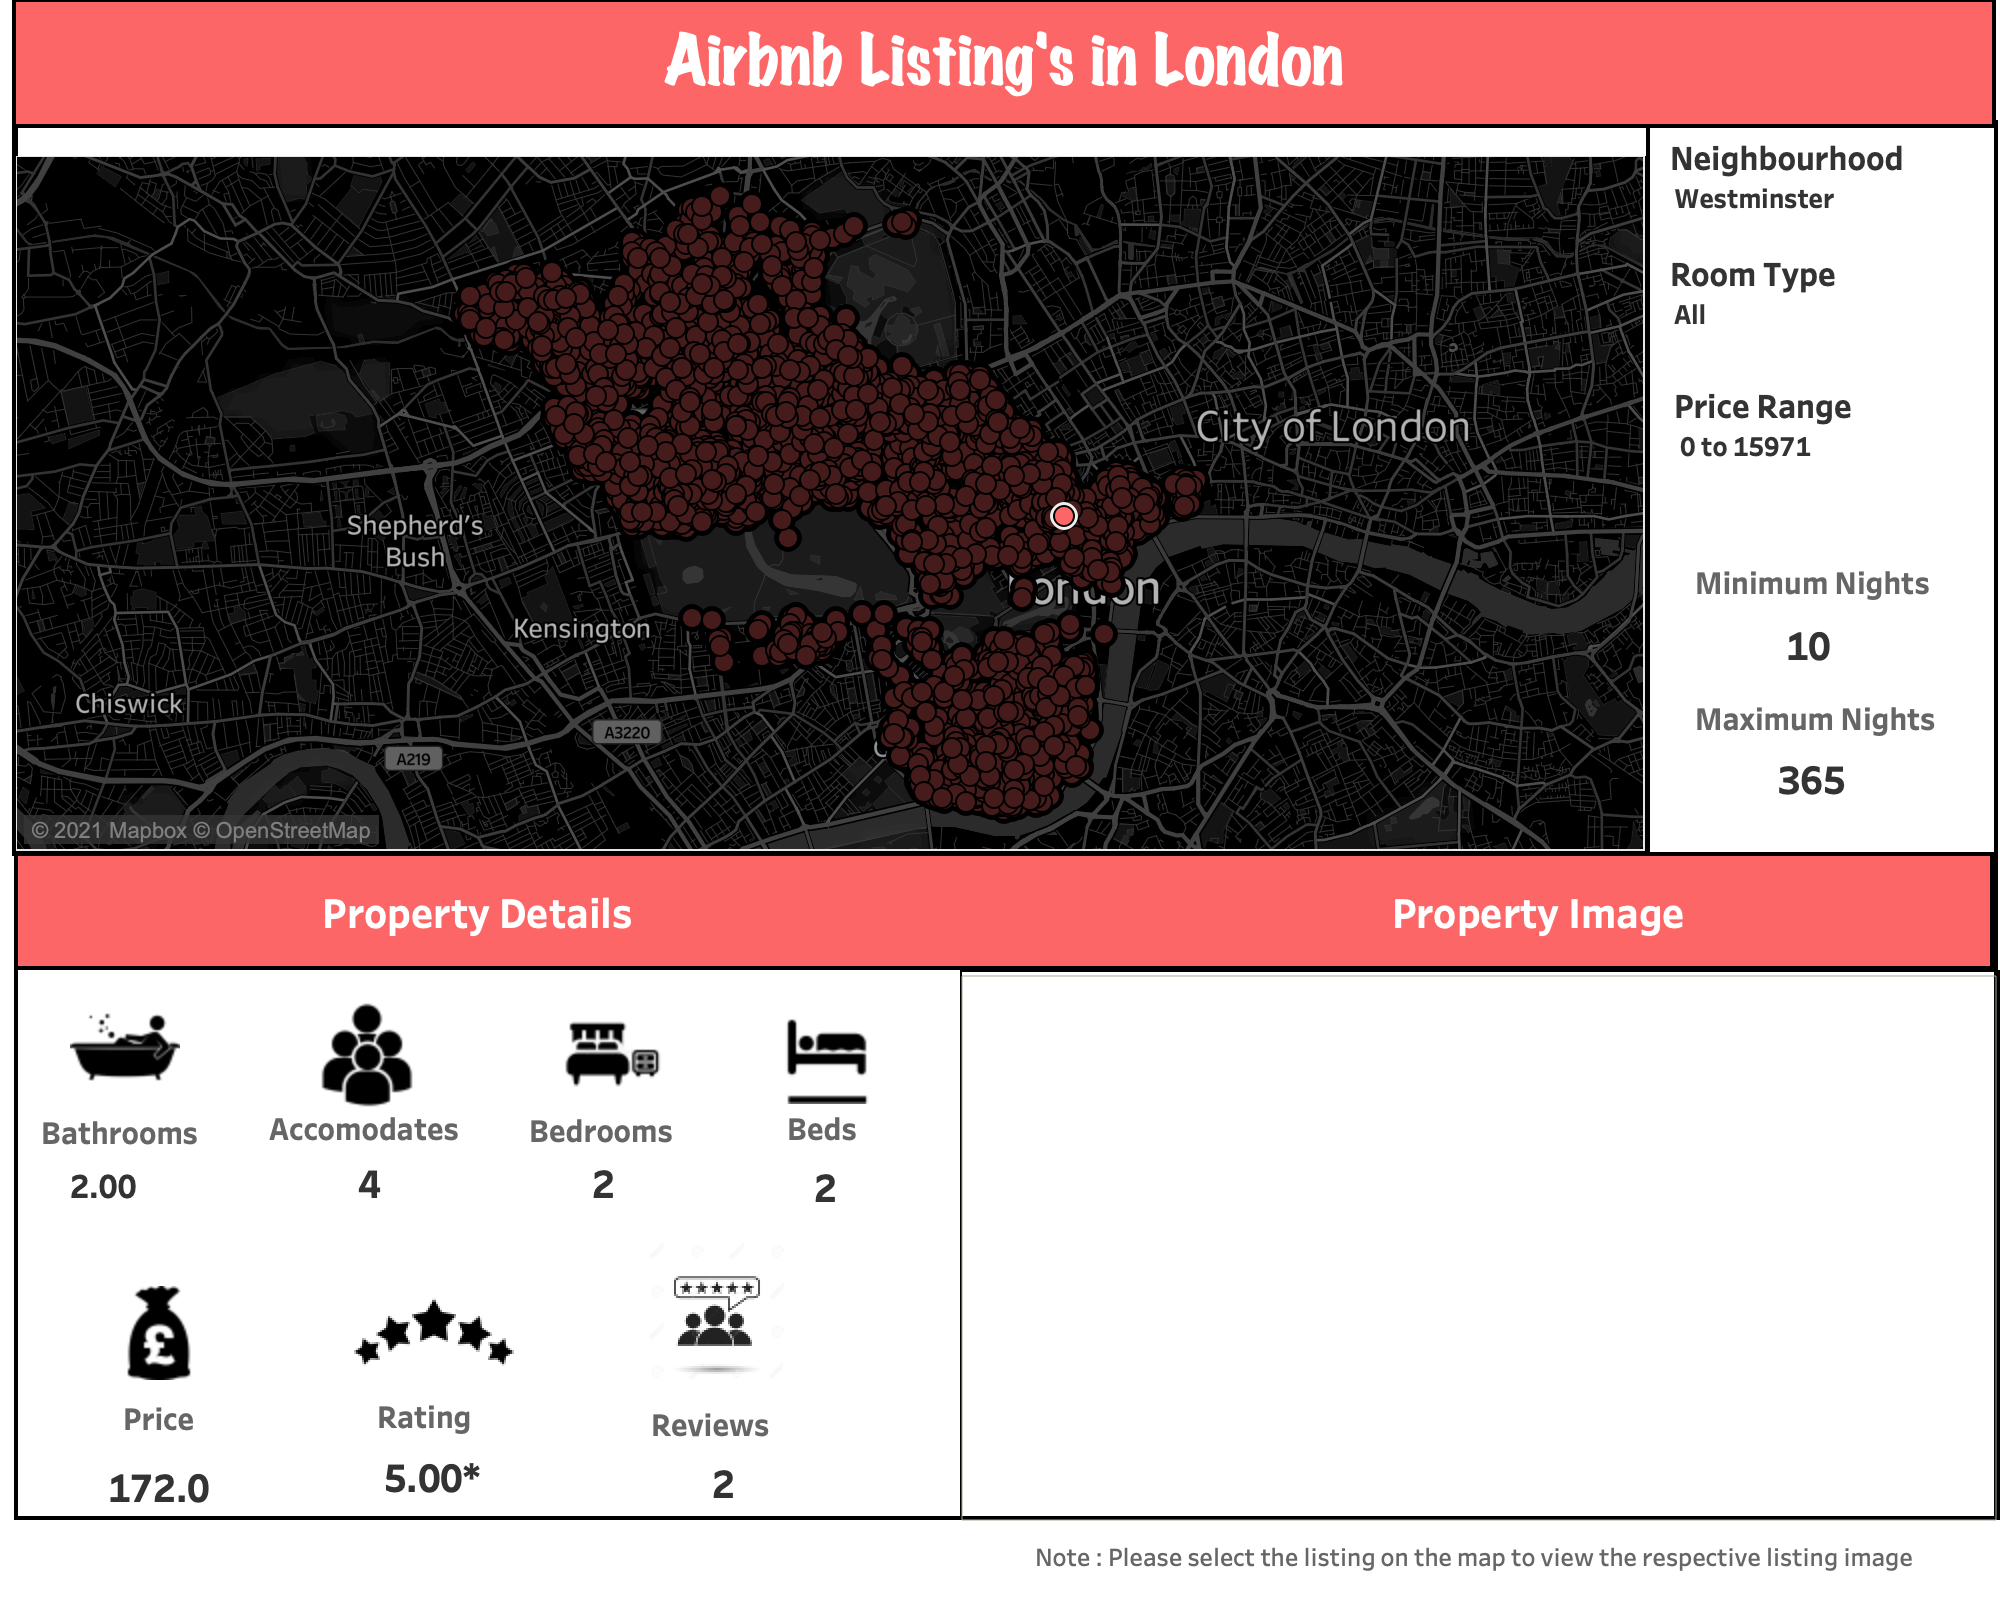 Airbnb Listing's in London
Neighbourhood
Westminster
Room Type
All
Price Range
0 to 15971
Minimum Nights
10
Maximum Nights
365
City of London
Shepherd's
Bush
London
Kensington
Chiswick
A3220
A219
© 2021 Mapbox © OpenStreetMap
Property Details
Property Image
Bathrooms
Accomodates
Bedrooms
Beds
2.00
4
2
2
£
Price
Rating
Reviews
172.0
5.00*
2
Note : Please select the listing on the map to view the respective listing image